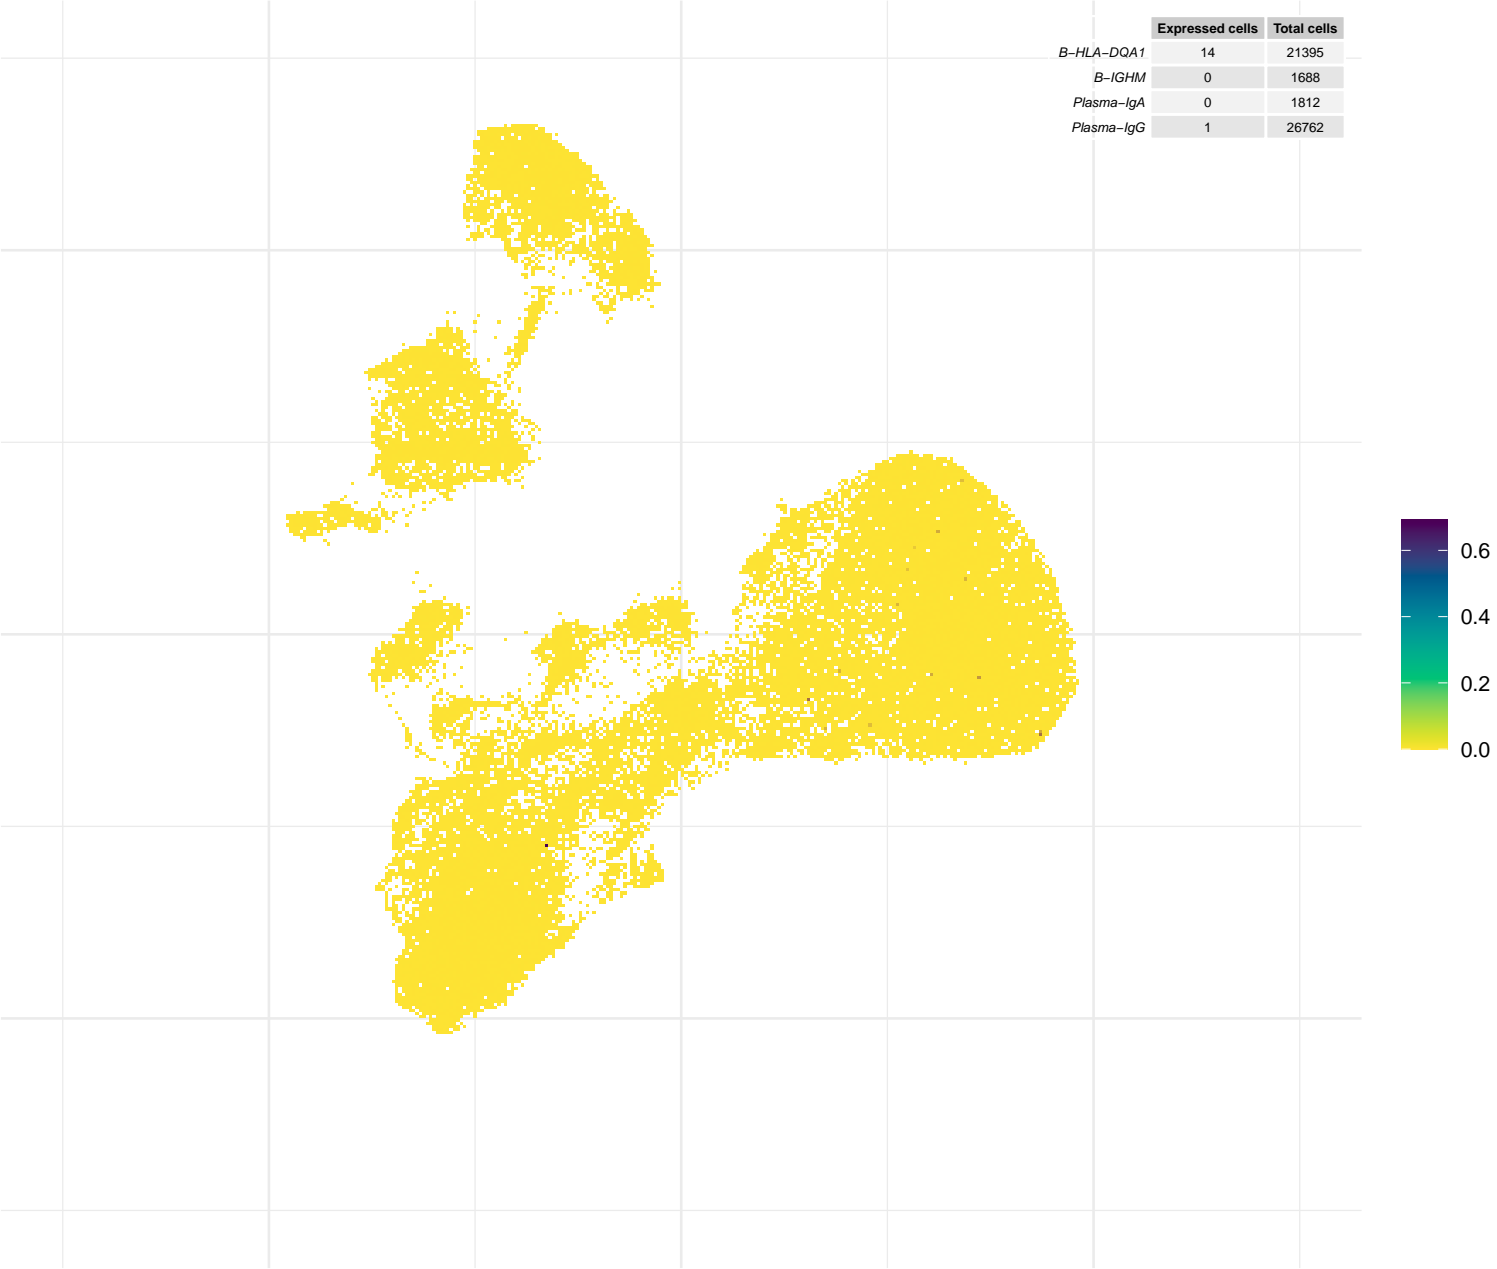 Expressed cells Total cells
B−HLA−DQA1 14 21395
B−IGHM 0 1688
Plasma−IgA 0 1812
Plasma−IgG 1 26762
0.6
0.4
0.2
0.0